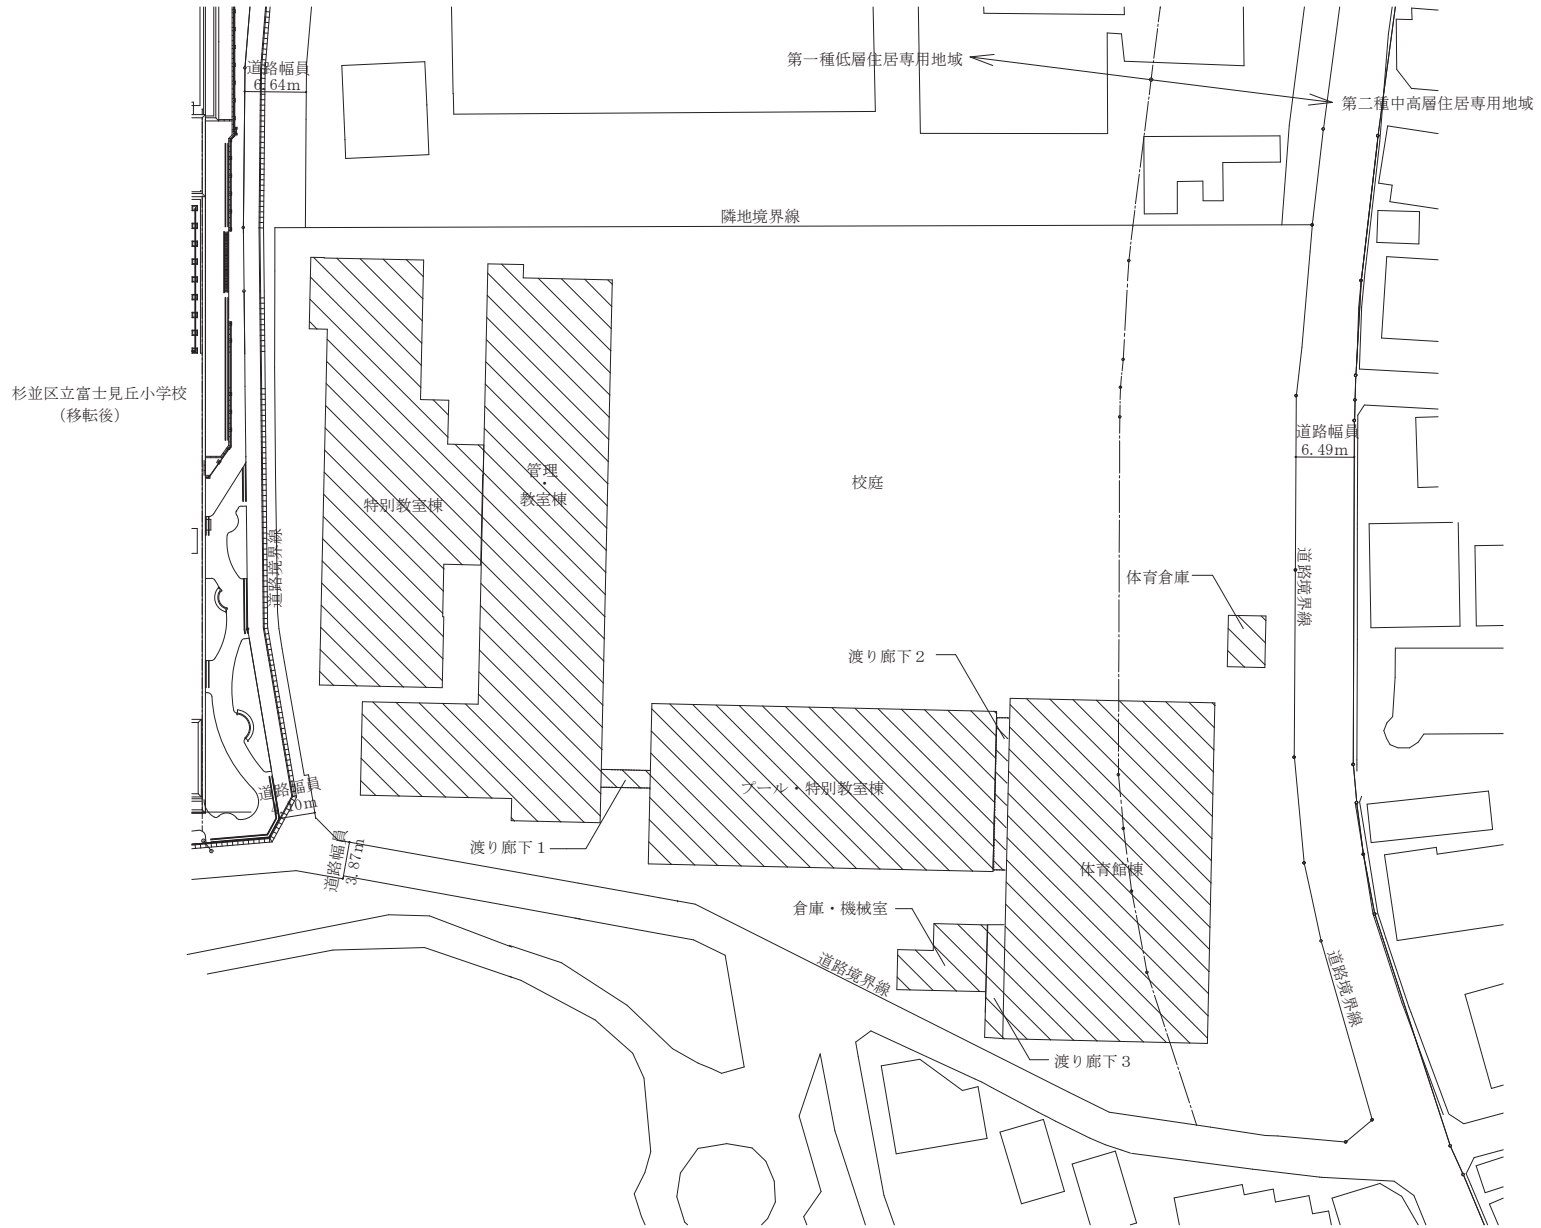 第一種低層住居専用地域
道路幅員
6.64m
第二種中高層住居専用地域
隣地境界線
杉並区立富士見丘小学校
（移転後）
道路幅員
6.49m
管理
・
教室棟
校庭
特別教室棟
道路境界線
道路境界線
体育倉庫
渡り廊下２
プール・特別教室棟
道路幅員
渡り廊下１
道路幅員
3.87m
体育館棟
倉庫・機械室
道路境界線
道路境界線
渡り廊下３